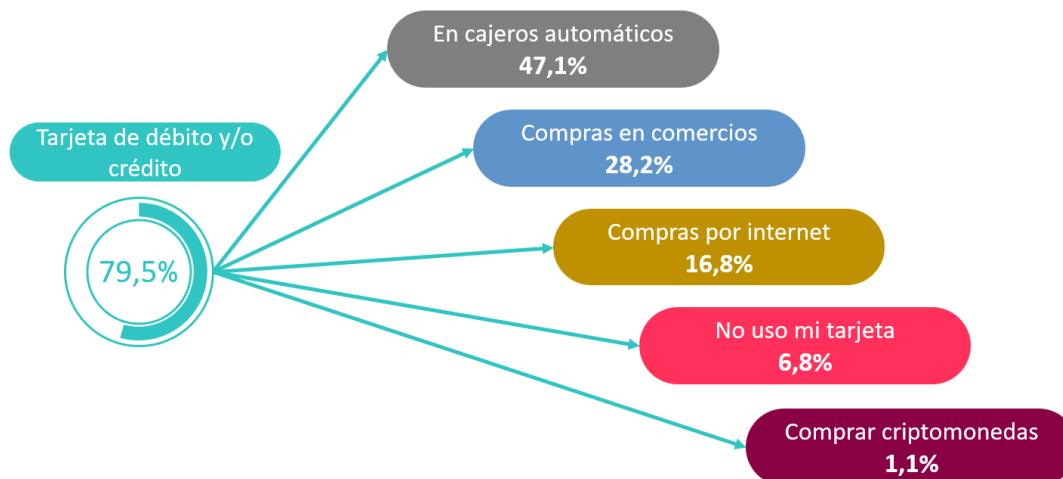 Tarjeta de débito y/o
crédito
79,5%
En cajeros automáticos
47,1%
Compras en comercios
28,2%
Compras por internet
16,8%
No uso mi tarjeta
6,8%
Comprar criptomonedas
1,1%